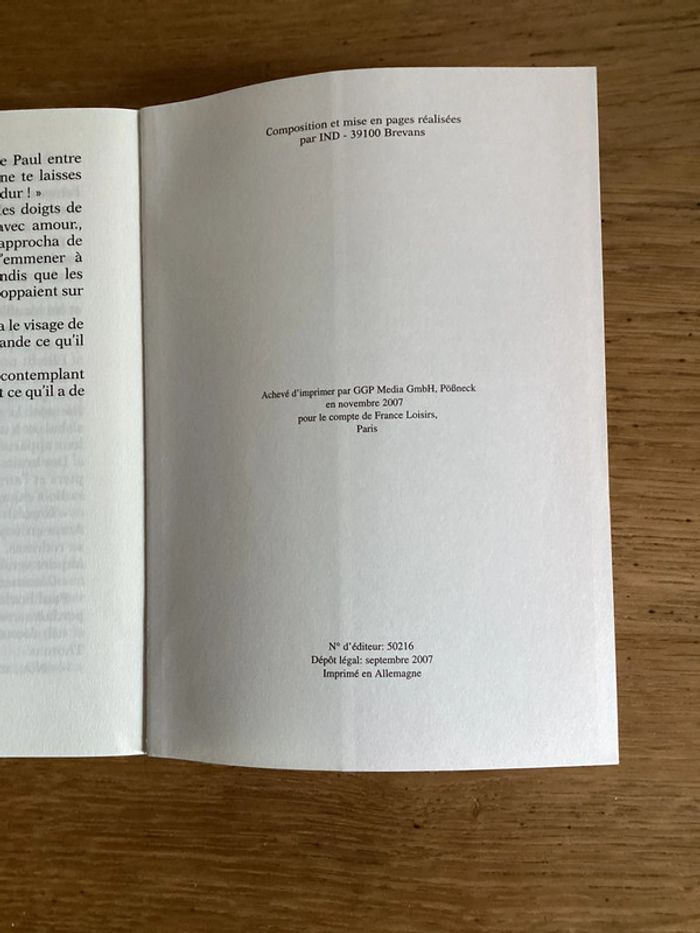 e Paul entre
ne te laisses
dur ! »
es doigts de
avec amour.,
approcha de
'emmener à
ndis que les
oppaient sur
a le visage de
ande ce qu'il
contemplant
t ce qu'il a de
Composition et mise en pages réalisées
par IND - 39100 Brevans
Achevé d'imprimer par GGP Media GmbH, Pößneck
en novembre 2007
pour le compte de France Loisirs,
Paris
N° d'éditeur: 50216
Dépôt légal: septembre 2007
Imprimé en Allemagne